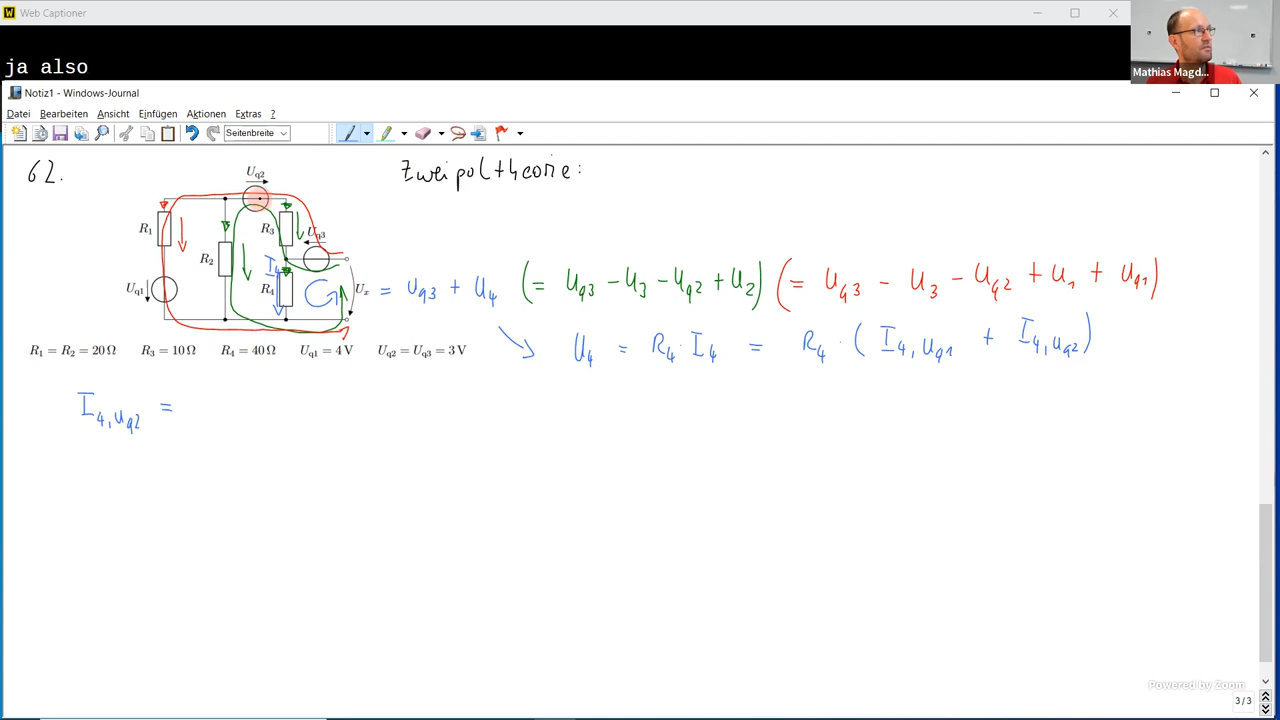 Web Captioner
ja also
Mathias Magd...
Notiz1 - Windows-Journal
Datei Bearbeiten Ansicht Einfügen Aktionen Extras ?
Seitenbreite
62.
Zweipoltheorie:
Uq2
R1
R2
R3
Uq3
Uq1
I4
R4
Ux = Uq3 + U4 (= Uq3 - U3 - Uq2 + U2) (= Uq3 - U3 - Uq2 + U1 + Uq1)
U4 = R4 · I4 = R4 · ( I4,Uq1 + I4,Uq2 )
R1 = R2 = 20 Ω R3 = 10 Ω R4 = 40 Ω Uq1 = 4 V Uq2 = Uq3 = 3 V
I4,Uq2 =
Powered by Zoom
3 / 3